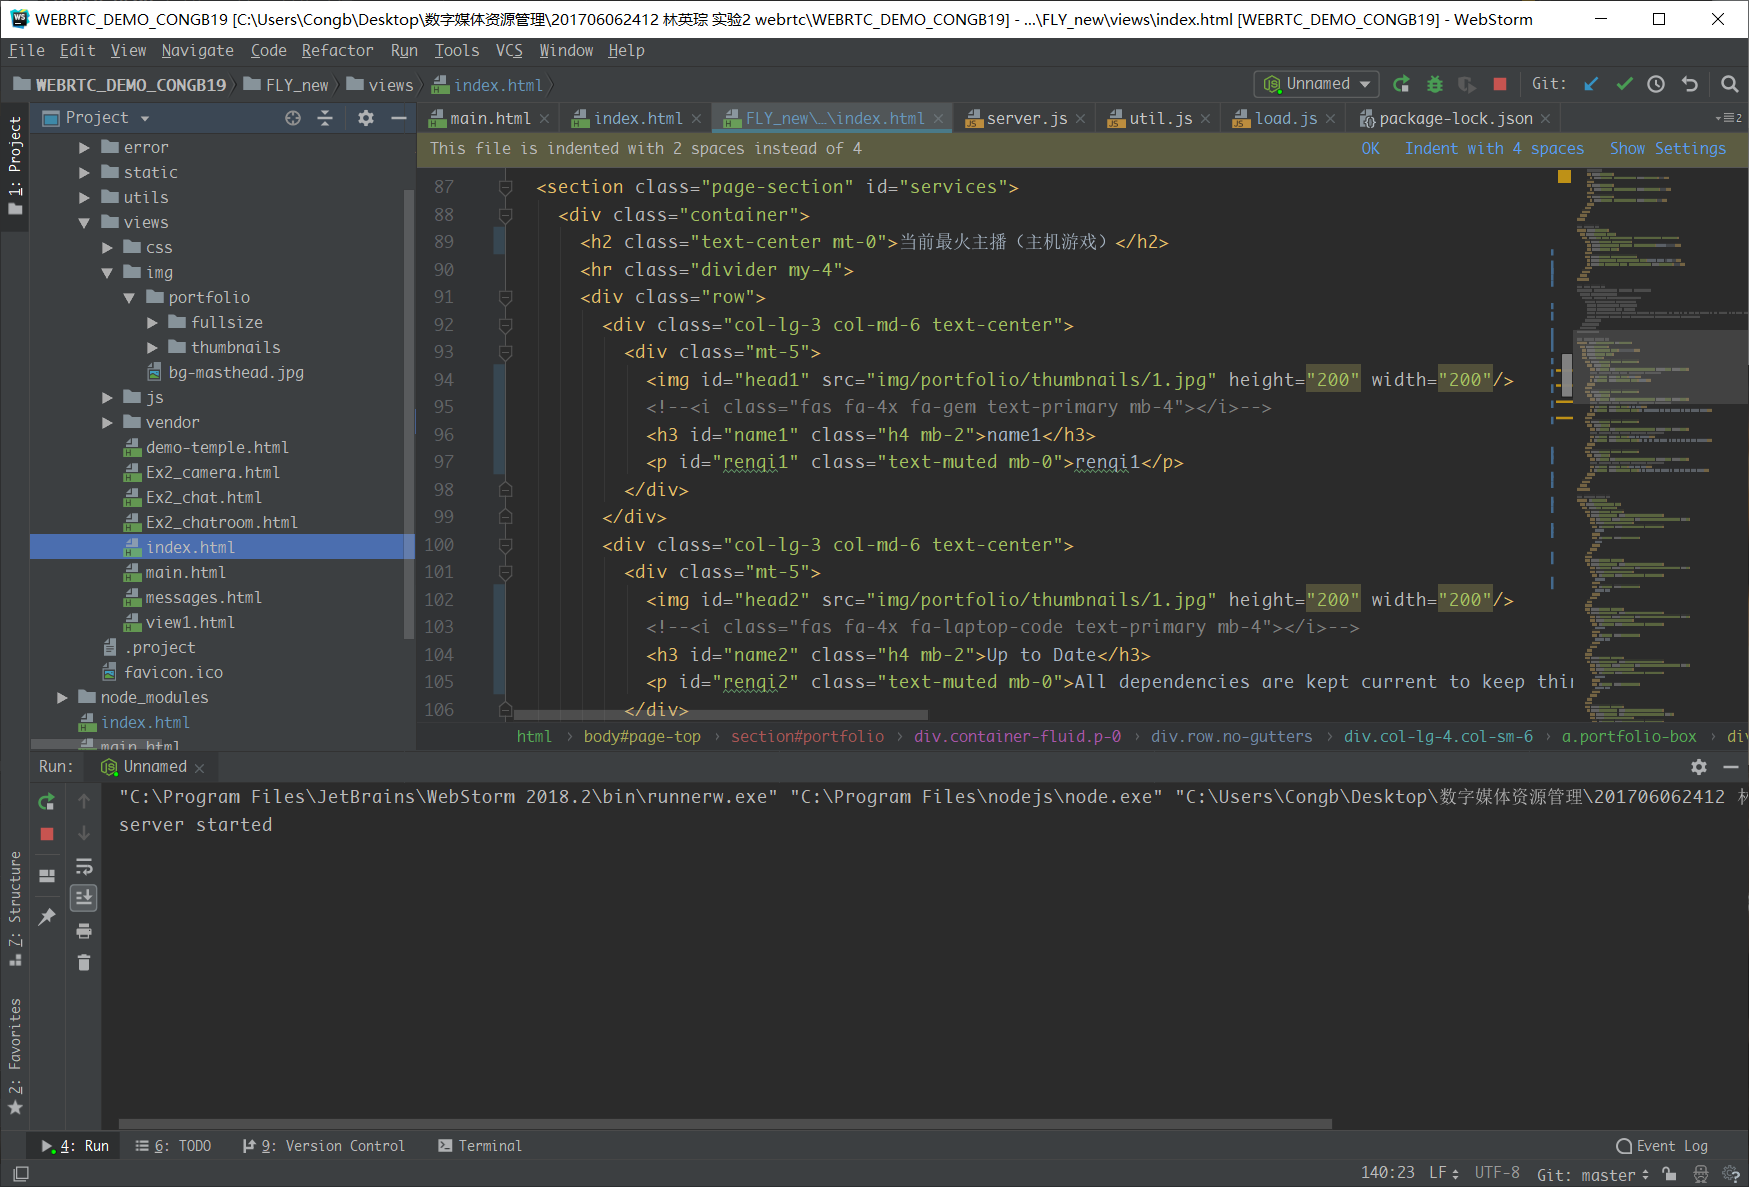 WEBRTC_DEMO_CONGB19 [C:\Users\Congb\Desktop\数字媒体资源管理\201706062412 林英琮 实验2 webrtc\WEBRTC_DEMO_CONGB19] - ...\FLY_new\views\index.html [WEBRTC_DEMO_CONGB19] - WebStorm
File Edit View Navigate Code Refactor Run Tools VCS Window Help
WEBRTC_DEMO_CONGB19 FLY_new views index.html Unnamed Git:
Project main.html index.html FLY_new\...\index.html server.js util.js load.js package-lock.json 2
This file is indented with 2 spaces instead of 4 OK Indent with 4 spaces Show Settings
1: Project
error
static
utils
views
css
img
portfolio
fullsize
thumbnails
bg-masthead.jpg
js
vendor
demo-temple.html
Ex2_camera.html
Ex2_chat.html
Ex2_chatroom.html
index.html
main.html
messages.html
view1.html
.project
favicon.ico
node_modules
index.html
main.html
87 <section class="page-section" id="services">
88 <div class="container">
89 <h2 class="text-center mt-0">当前最火主播（主机游戏）</h2>
90 <hr class="divider my-4">
91 <div class="row">
92 <div class="col-lg-3 col-md-6 text-center">
93 <div class="mt-5">
94 <img id="head1" src="img/portfolio/thumbnails/1.jpg" height="200" width="200"/>
95 <!--<i class="fas fa-4x fa-gem text-primary mb-4"></i>-->
96 <h3 id="name1" class="h4 mb-2">name1</h3>
97 <p id="renqi1" class="text-muted mb-0">renqi1</p>
98 </div>
99 </div>
100 <div class="col-lg-3 col-md-6 text-center">
101 <div class="mt-5">
102 <img id="head2" src="img/portfolio/thumbnails/1.jpg" height="200" width="200"/>
103 <!--<i class="fas fa-4x fa-laptop-code text-primary mb-4"></i>-->
104 <h3 id="name2" class="h4 mb-2">Up to Date</h3>
105 <p id="renqi2" class="text-muted mb-0">All dependencies are kept current to keep thin
106 </div>
html › body#page-top › section#portfolio › div.container-fluid.p-0 › div.row.no-gutters › div.col-lg-4.col-sm-6 › a.portfolio-box › div
Run: Unnamed
"C:\Program Files\JetBrains\WebStorm 2018.2\bin\runnerw.exe" "C:\Program Files\nodejs\node.exe" "C:\Users\Congb\Desktop\数字媒体资源管理\201706062412 林
server started
7: Structure
2: Favorites
4: Run 6: TODO 9: Version Control Terminal Event Log
140:23 LF UTF-8 Git: master